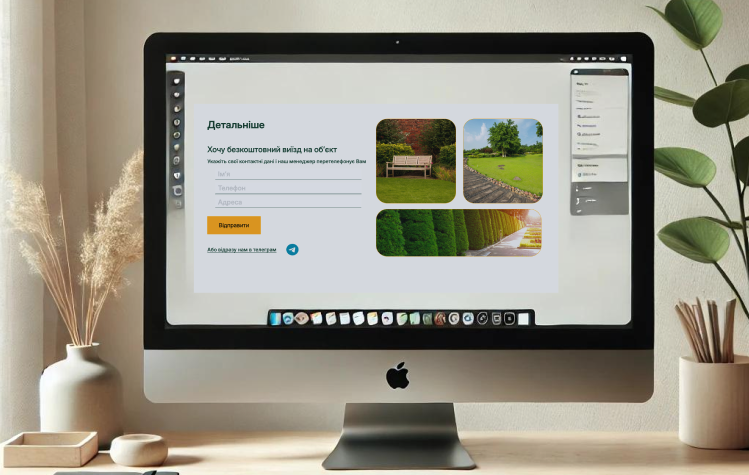 Детальніше
Хочу безкоштовний виїзд на об'єкт
Укажіть свої контактні дані і наш менеджер перетелефонує Вам
Ім'я
Телефон
Адреса
Відправити
Або відразу нам в телеграм